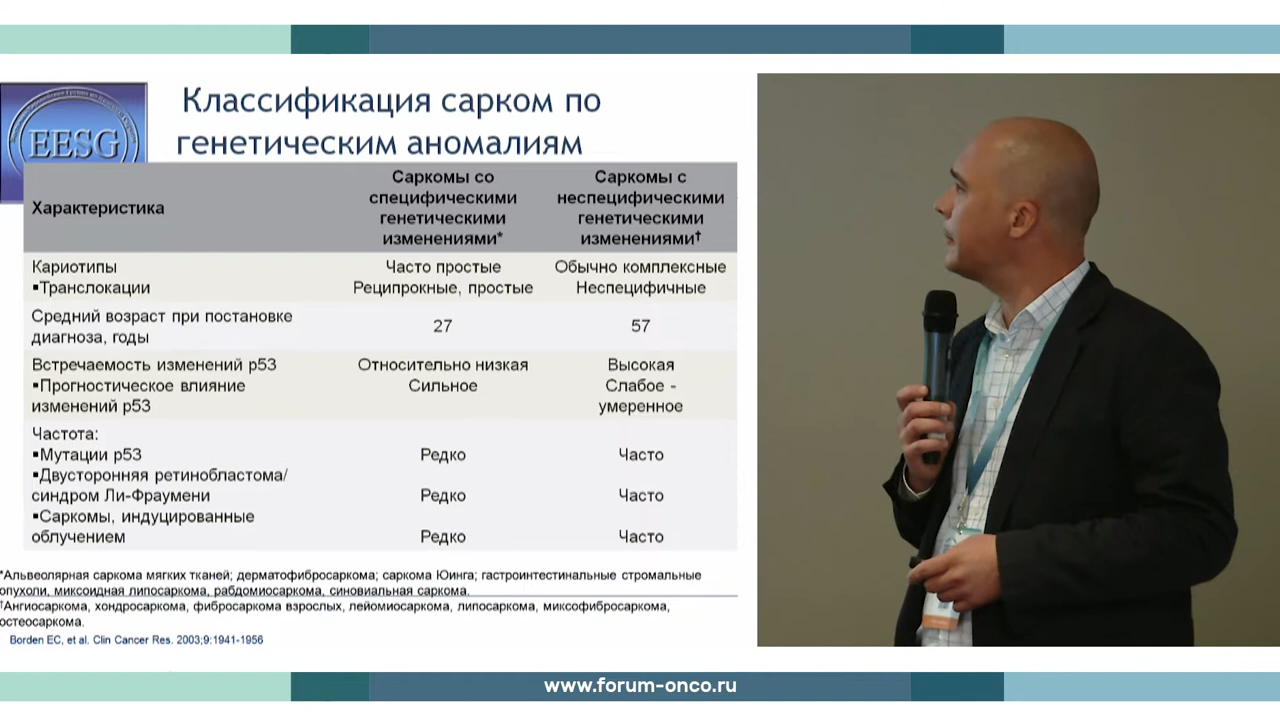 EESG
Классификация сарком по
генетическим аномалиям
Характеристика
Саркомы со
специфическими
генетическими
изменениями*
Саркомы с
неспецифическими
генетическими
изменениями†
Кариотипы
▪Транслокации
Часто простые
Реципрокные, простые
Обычно комплексные
Неспецифичные
Средний возраст при постановке
диагноза, годы
27
57
Встречаемость изменений p53
▪Прогностическое влияние
изменений p53
Относительно низкая
Сильное
Высокая
Слабое -
умеренное
Частота:
▪Мутации p53
Редко
Часто
▪Двусторонняя ретинобластома/
синдром Ли-Фраумени
Редко
Часто
▪Саркомы, индуцированные
облучением
Редко
Часто
*Альвеолярная саркома мягких тканей; дерматофибросаркома; саркома Юинга; гастроинтестинальные стромальные
опухоли, миксоидная липосаркома, рабдомиосаркома, синовиальная саркома.
†Ангиосаркома, хондросаркома, фибросаркома взрослых, лейомиосаркома, липосаркома, миксофибросаркома,
остеосаркома.
Borden EC, et al. Clin Cancer Res. 2003;9:1941-1956
www.forum-onco.ru